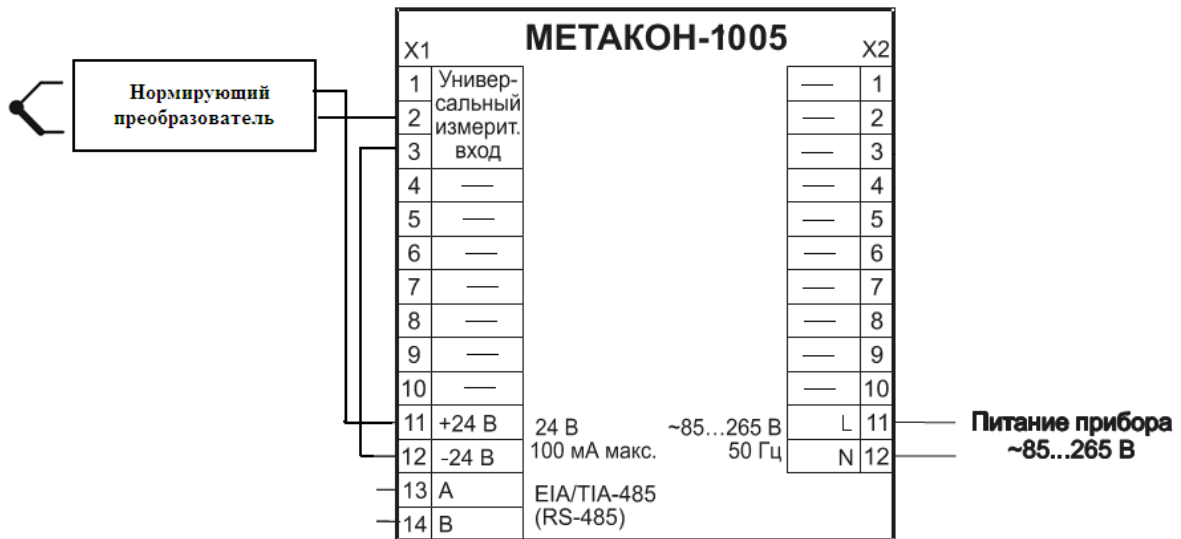 МЕТАКОН-1005
X1
X2
Нормирующий
преобразователь
1
Универ-
сальный
измерит.
вход
2
3
4
5
6
7
8
9
10
11 +24 В
12 -24 В
13 A
14 B
24 В
100 мА макс.
EIA/TIA-485
(RS-485)
~85...265 В
50 Гц
1
2
3
4
5
6
7
8
9
10
L 11
N 12
Питание прибора
~85...265 В